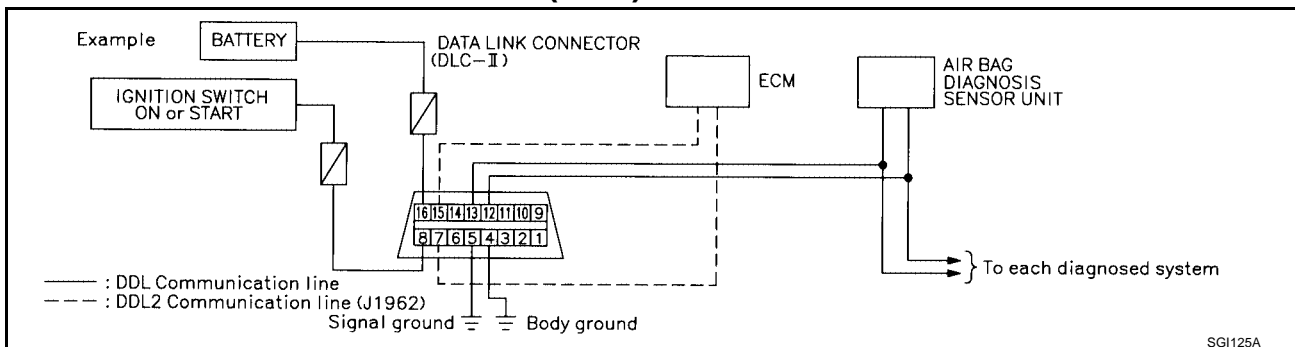 Example
BATTERY
DATA LINK CONNECTOR
(DLC-II)
IGNITION SWITCH
ON or START
ECM
AIR BAG
DIAGNOSIS
SENSOR UNIT
16 15 14 13 12 11 10 9
8 7 6 5 4 3 2 1
To each diagnosed system
: DDL Communication line
: DDL2 Communication line (J1962)
Signal ground
Body ground
SGI125A